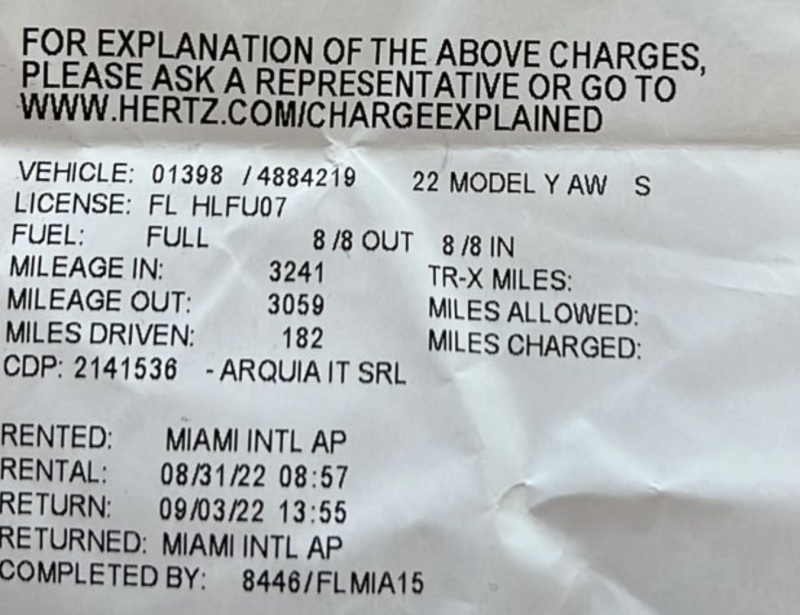 FOR EXPLANATION OF THE ABOVE CHARGES,
PLEASE ASK A REPRESENTATIVE OR GO TO
WWW.HERTZ.COM/CHARGEEXPLAINED
VEHICLE: 01398 /4884219 22 MODEL Y AW S
LICENSE: FL HLFU07
FUEL: FULL 8/8 OUT 8/8 IN
MILEAGE IN: 3241 TR-X MILES:
MILEAGE OUT: 3059 MILES ALLOWED:
MILES DRIVEN: 182 MILES CHARGED:
CDP: 2141536 - ARQUIA IT SRL
RENTED: MIAMI INTL AP
RENTAL: 08/31/22 08:57
RETURN: 09/03/22 13:55
RETURNED: MIAMI INTL AP
COMPLETED BY: 8446/FLMIA15